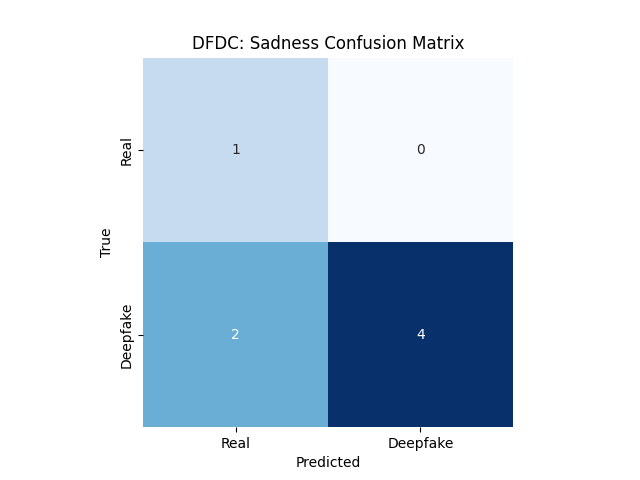 DFDC: Sadness Confusion Matrix
Real
1
0
True
Deepfake
2
4
Real
Deepfake
Predicted